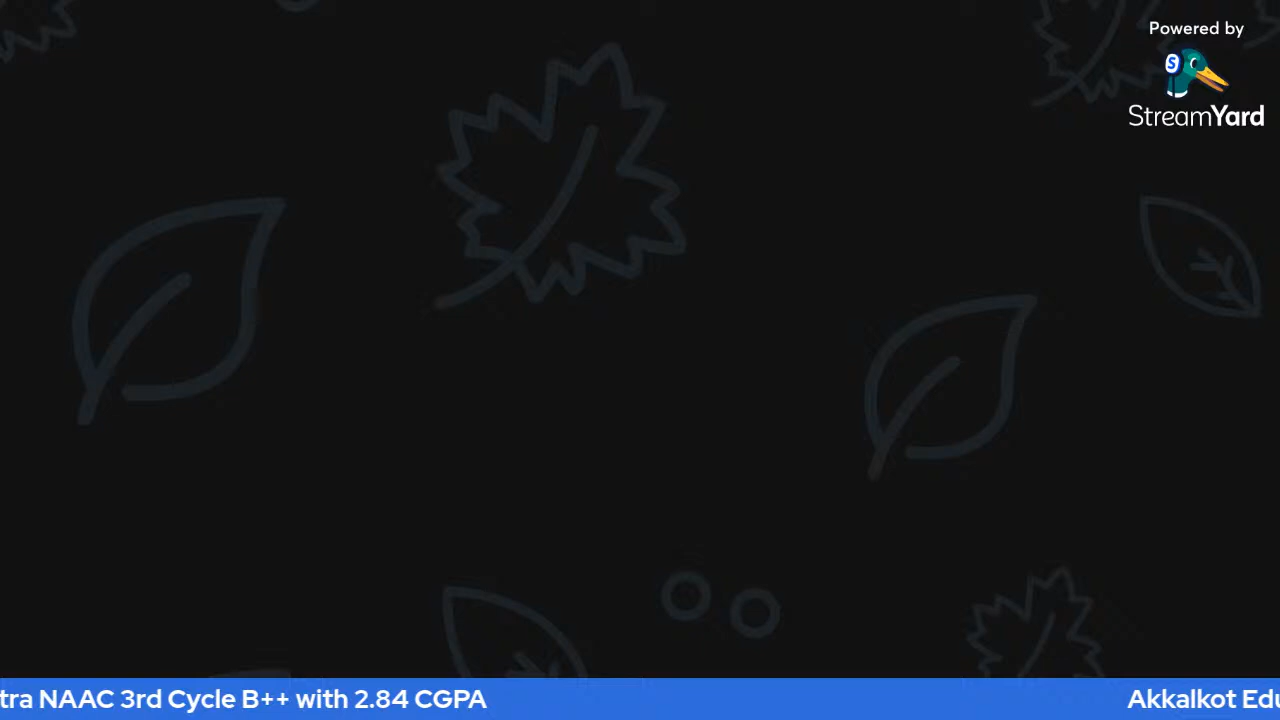 Powered by
S
StreamYard
tra NAAC 3rd Cycle B++ with 2.84 CGPA
Akkalkot Edu